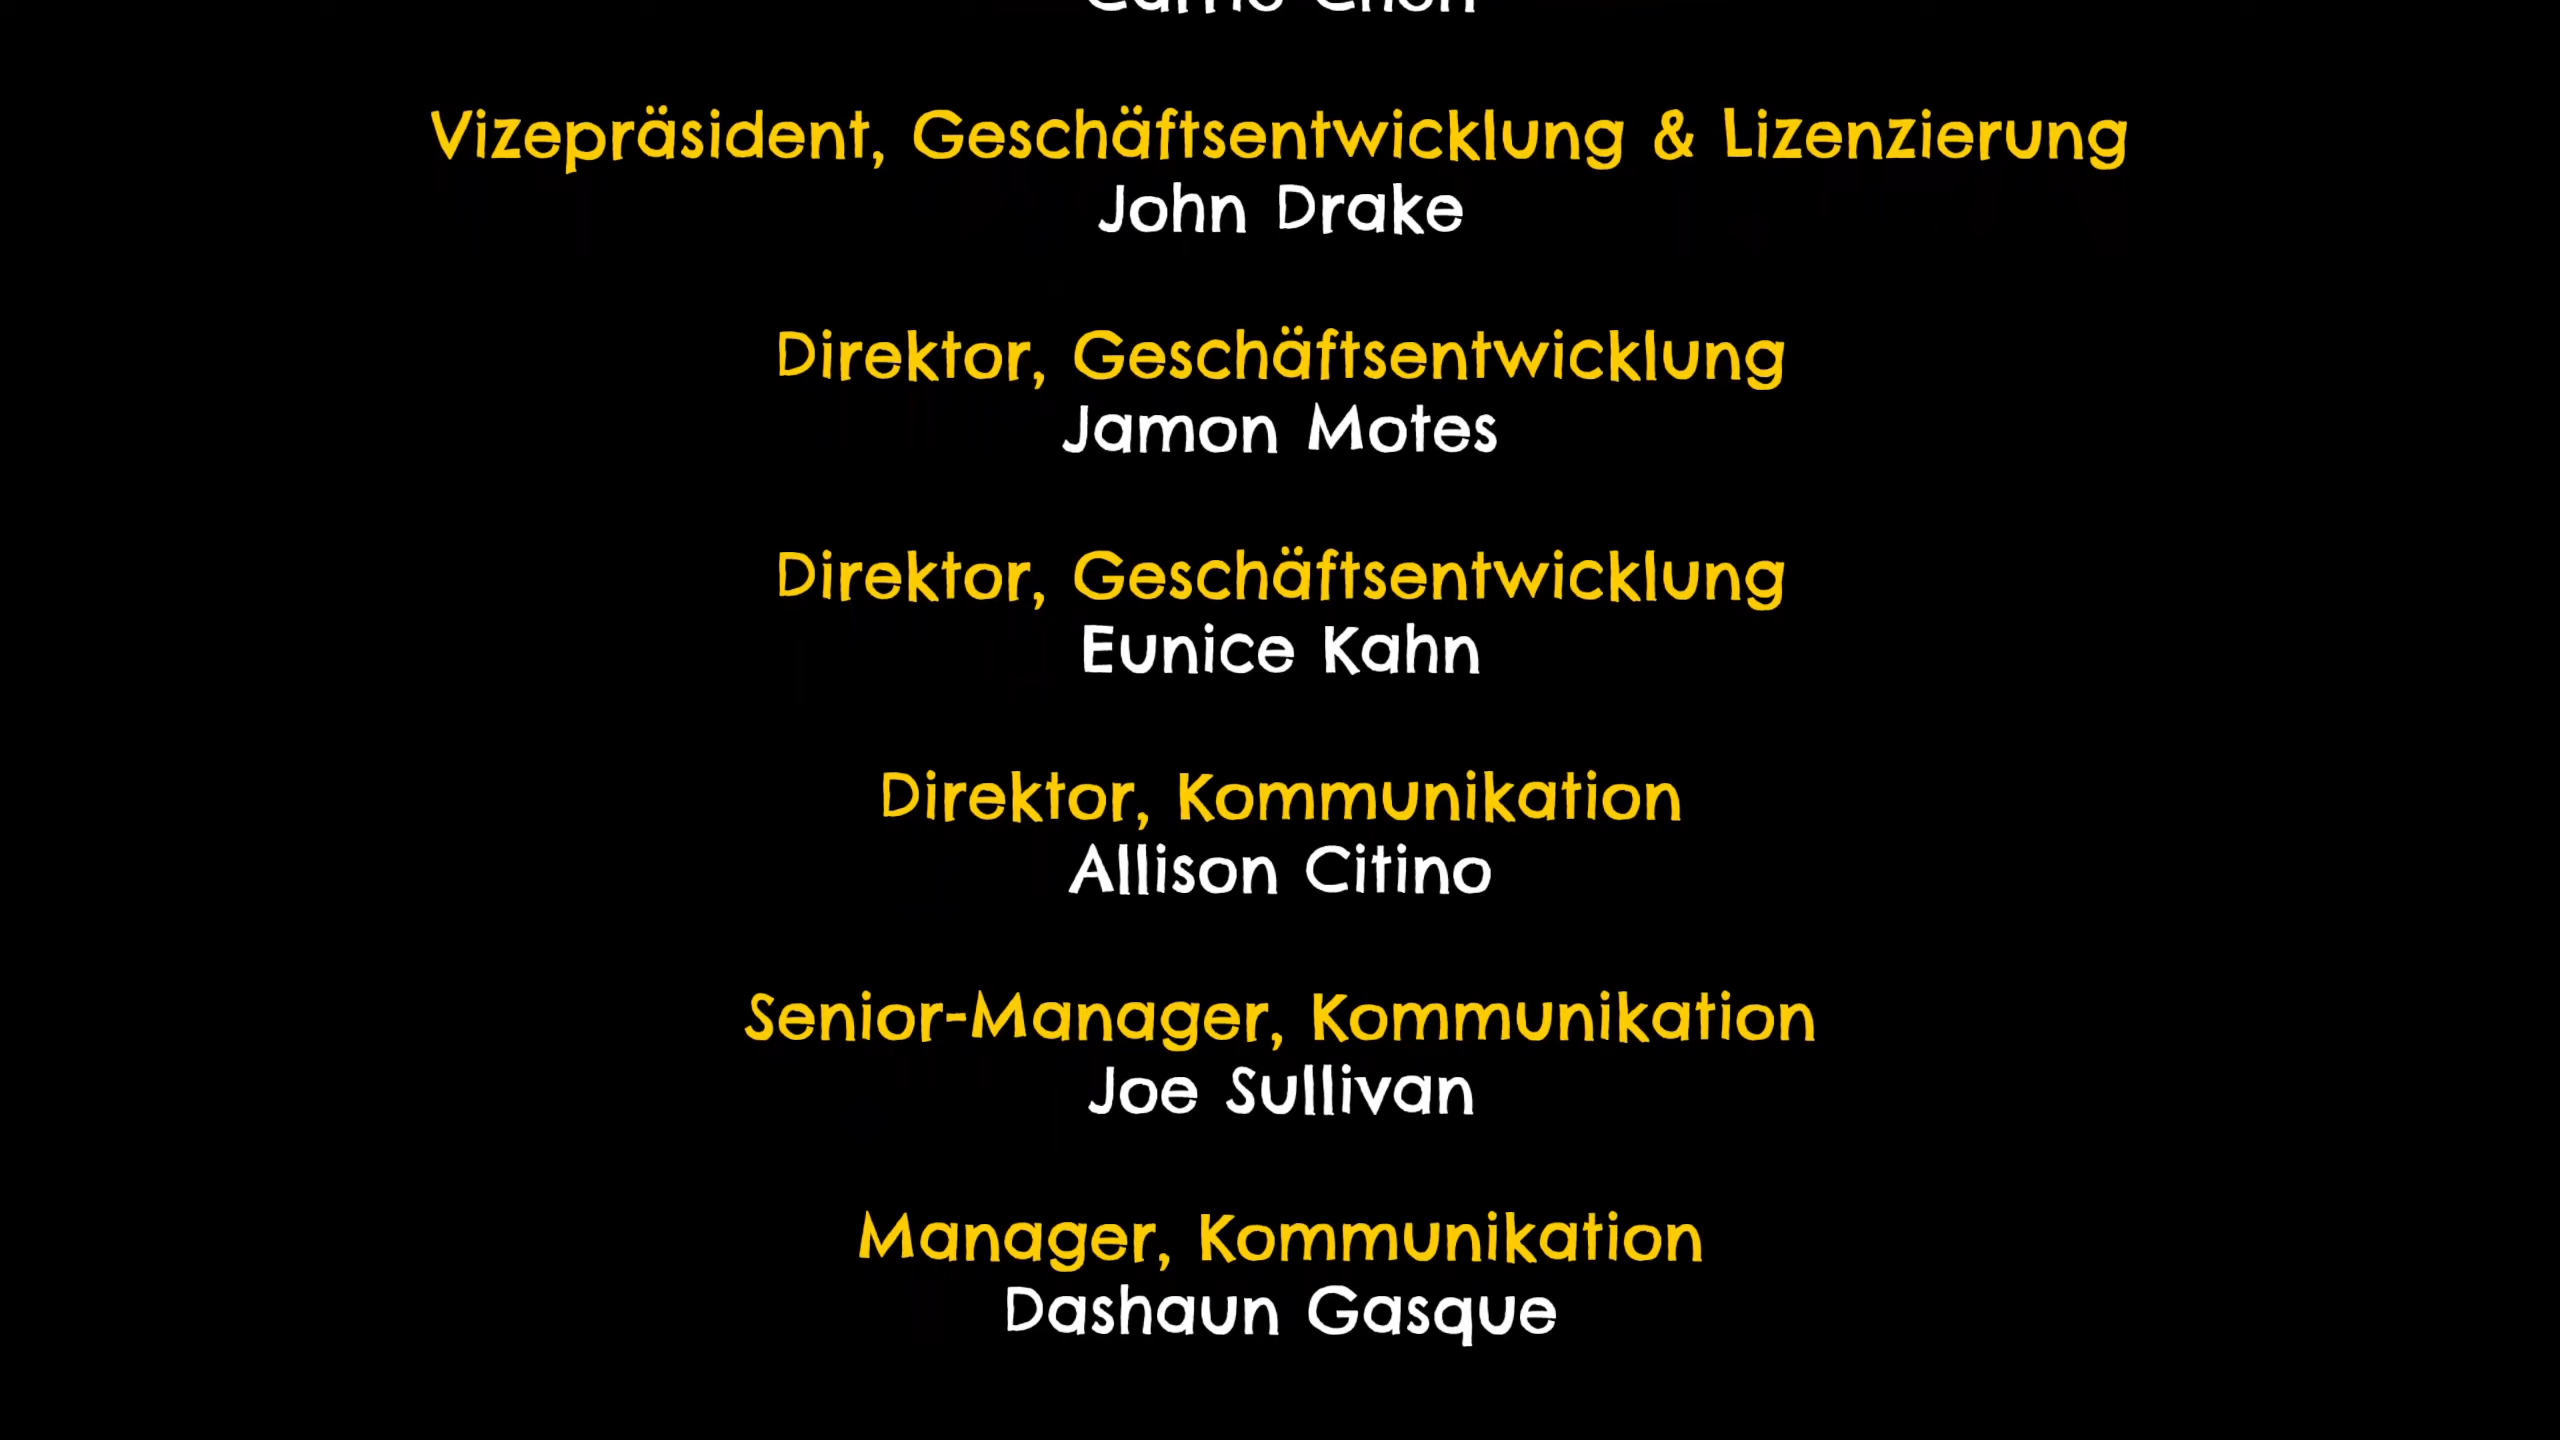 Vizepräsident, Geschäftsentwicklung & Lizenzierung
John Drake
Direktor, Geschäftsentwicklung
Jamon Motes
Direktor, Geschäftsentwicklung
Eunice Kahn
Direktor, Kommunikation
Allison Citino
Senior-Manager, Kommunikation
Joe Sullivan
Manager, Kommunikation
Dashaun Gasque